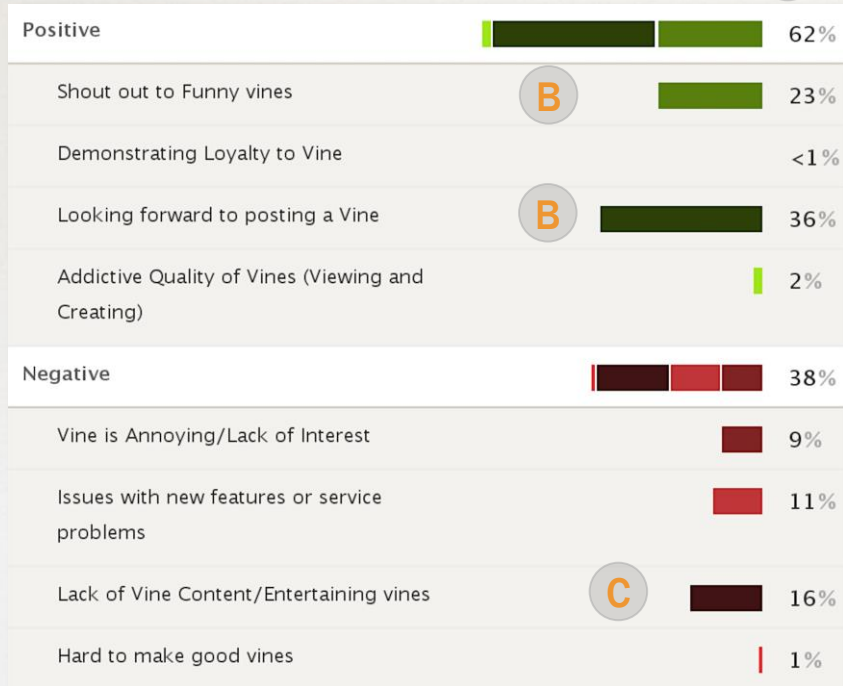 Positive 62%
Shout out to Funny vines B 23%
Demonstrating Loyalty to Vine <1%
Looking forward to posting a Vine B 36%
Addictive Quality of Vines (Viewing and 2%
Creating)
Negative 38%
Vine is Annoying/Lack of Interest 9%
Issues with new features or service 11%
problems
Lack of Vine Content/Entertaining vines C 16%
Hard to make good vines 1%